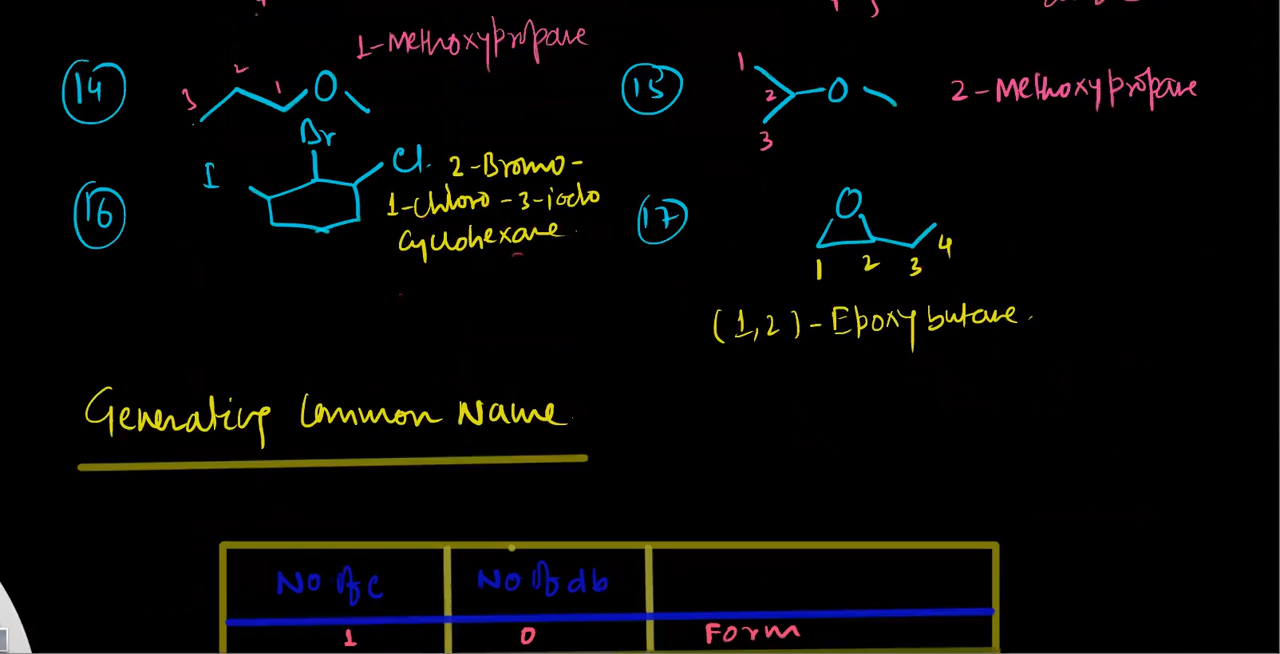 1-Methoxypropane
14
3
2
1
O
15
1
2
3
O
2-Methoxypropane
16
I
Br
Cl.
2-Bromo-
1-Chloro-3-iodo
Cyclohexane.
17
O
1 2 3 4
(1,2)-Epoxybutane.
Generating Common Name
No of c No of db
1 0 Form